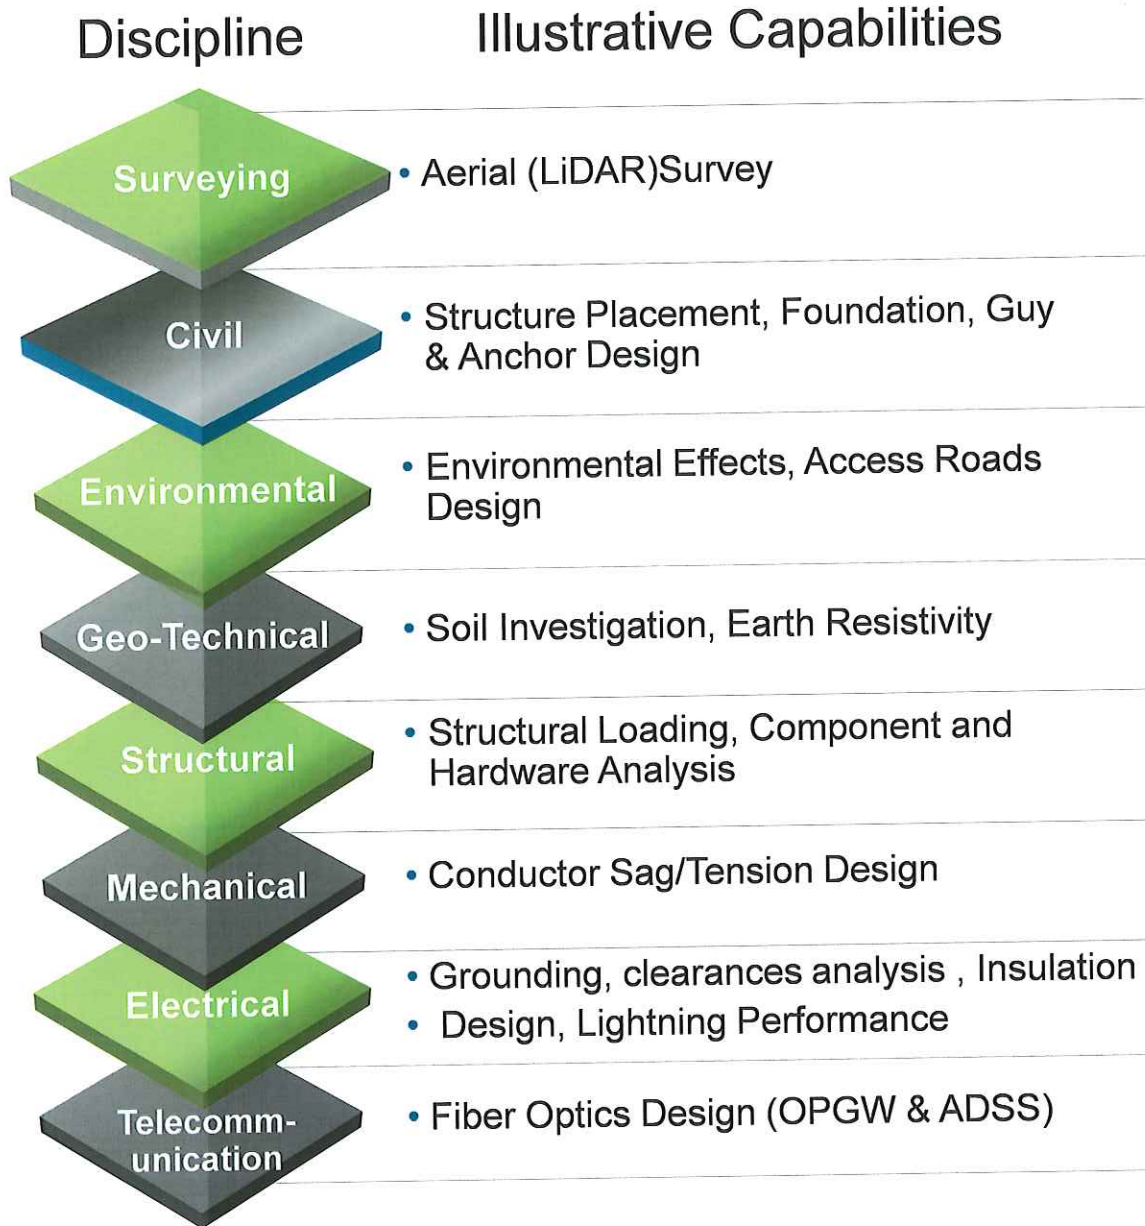 Discipline
Illustrative Capabilities
Surveying
• Aerial (LiDAR)Survey
Civil
• Structure Placement, Foundation, Guy
& Anchor Design
Environmental
• Environmental Effects, Access Roads
Design
Geo-Technical
• Soil Investigation, Earth Resistivity
Structural
• Structural Loading, Component and
Hardware Analysis
Mechanical
• Conductor Sag/Tension Design
Electrical
• Grounding, clearances analysis , Insulation
• Design, Lightning Performance
Telecomm-
unication
• Fiber Optics Design (OPGW & ADSS)